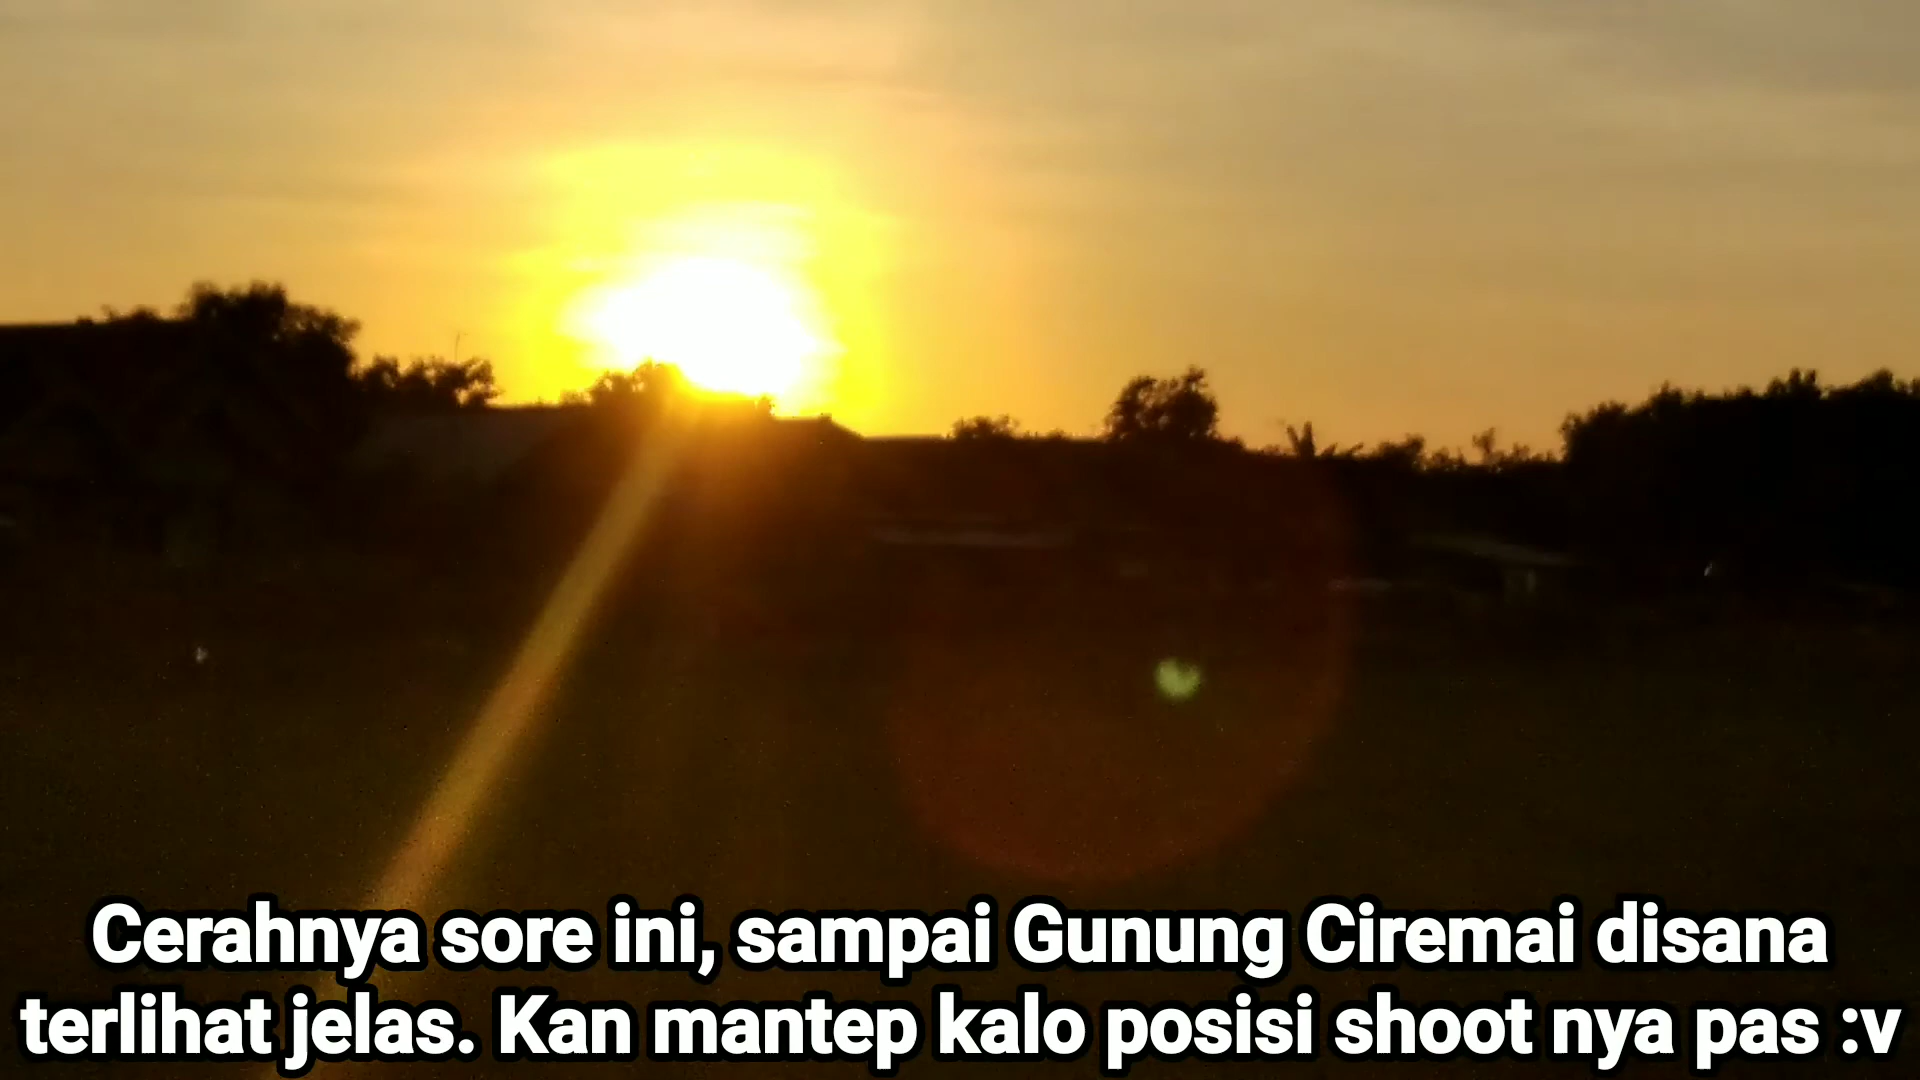 Cerahnya sore ini, sampai Gunung Ciremai disana
terlihat jelas. Kan mantep kalo posisi shoot nya pas :v